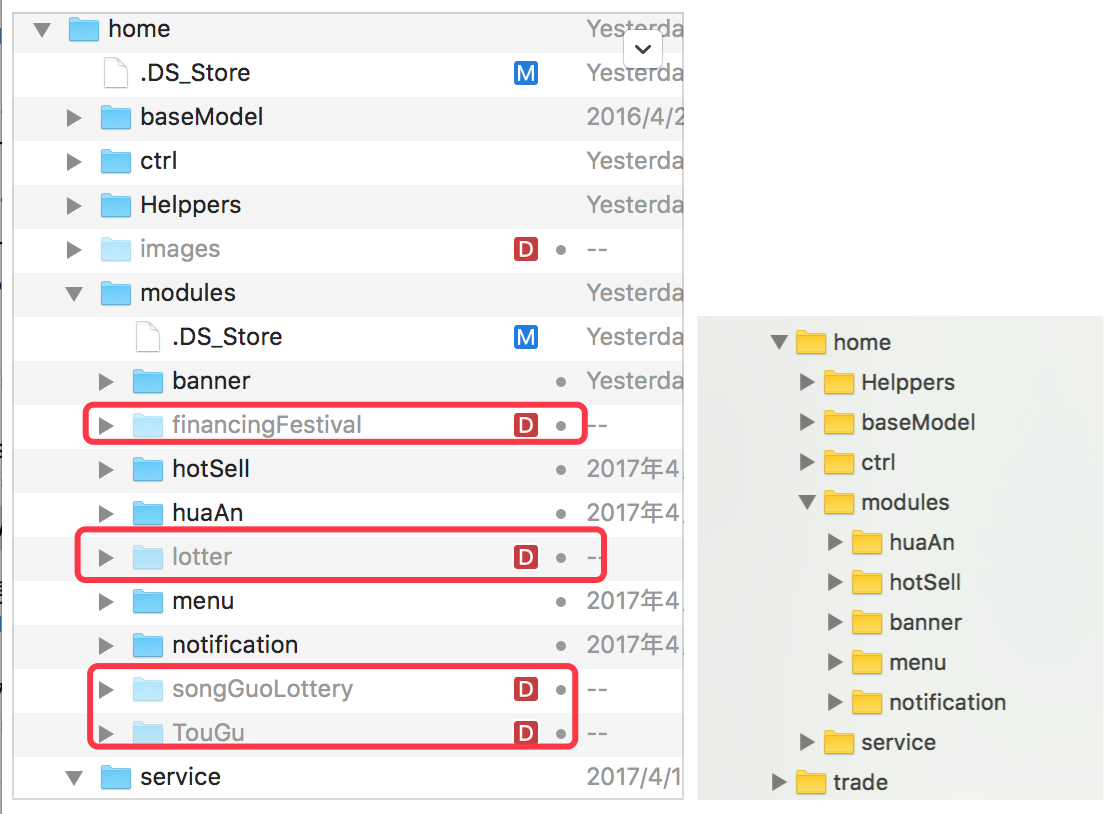 home Yesterda
.DS_Store M Yesterda
baseModel 2016/4/2
ctrl Yesterda
Helppers Yesterda
images D --
modules Yesterda
.DS_Store M Yesterda
banner Yesterda
financingFestival D --
hotSell 2017年4
huaAn 2017年4
lotter D --
menu 2017年4
notification 2017年4
songGuoLottery D --
TouGu D --
service 2017/4/1
home
Helppers
baseModel
ctrl
modules
huaAn
hotSell
banner
menu
notification
service
trade